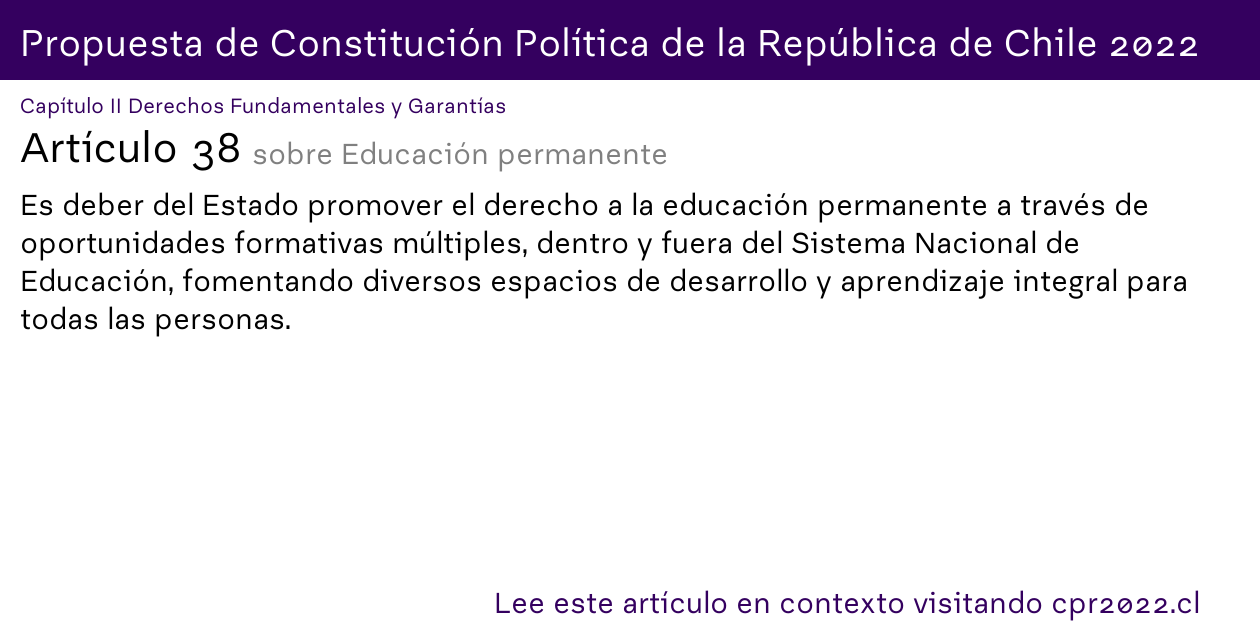 Propuesta de Constitución Política de la República de Chile 2022
Capítulo II Derechos Fundamentales y Garantías
Artículo 38 sobre Educación permanente
Es deber del Estado promover el derecho a la educación permanente a través de
oportunidades formativas múltiples, dentro y fuera del Sistema Nacional de
Educación, fomentando diversos espacios de desarrollo y aprendizaje integral para
todas las personas.
Lee este artículo en contexto visitando cpr2022.cl